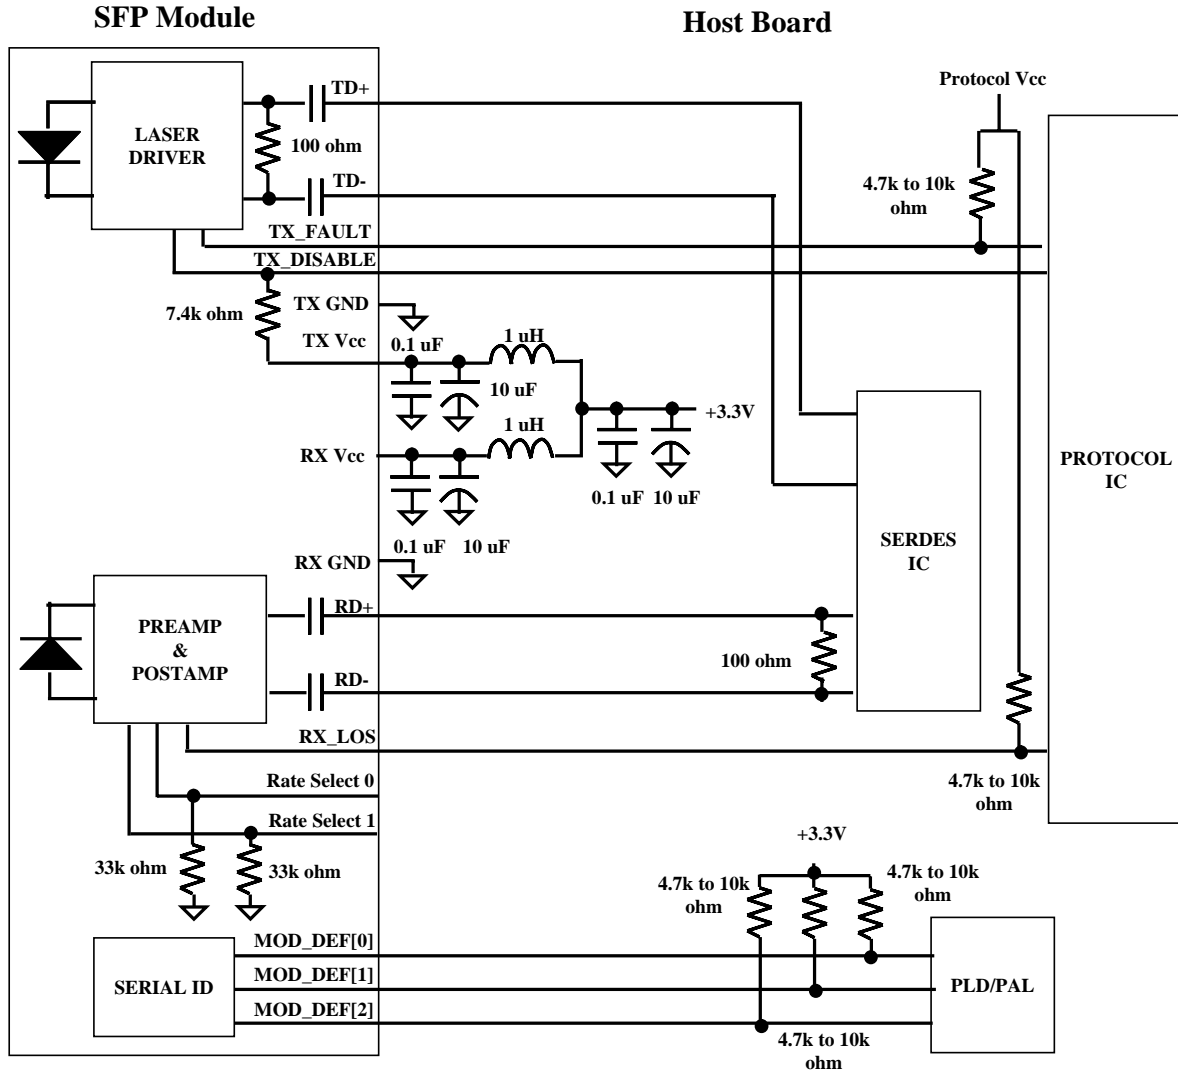 SFP Module
Host Board
TD+
Protocol Vcc
LASER
DRIVER
100 ohm
TD-
4.7k to 10k
ohm
TX_FAULT
TX_DISABLE
7.4k ohm
TX GND
TX Vcc
0.1 uF
1 uH
10 uF
+3.3V
1 uH
RX Vcc
0.1 uF
10 uF
PROTOCOL
IC
0.1 uF
10 uF
SERDES
IC
RX GND
RD+
PREAMP
&
POSTAMP
100 ohm
RD-
RX_LOS
4.7k to 10k
ohm
Rate Select 0
Rate Select 1
33k ohm
33k ohm
+3.3V
4.7k to 10k
ohm
4.7k to 10k
ohm
MOD_DEF[0]
MOD_DEF[1]
MOD_DEF[2]
SERIAL ID
PLD/PAL
4.7k to 10k
ohm